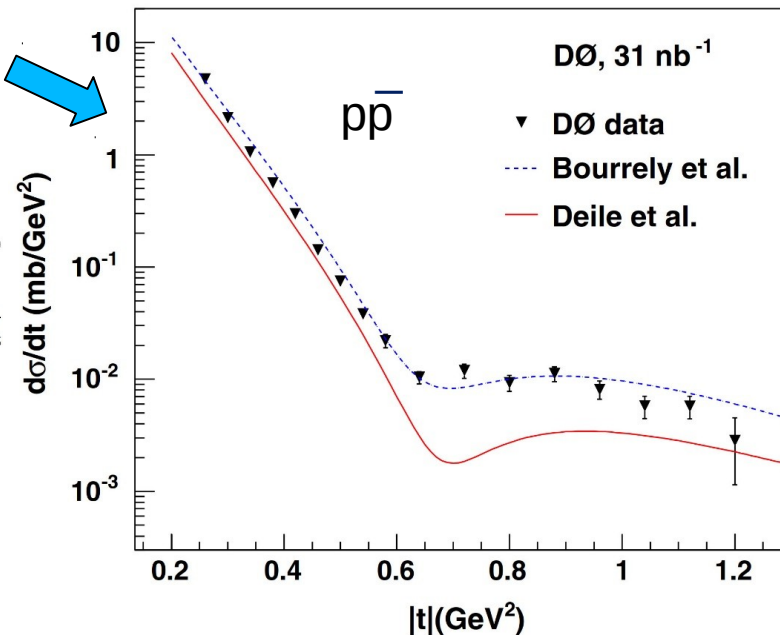 DØ, 31 nb⁻¹
pp̅
DØ data
Bourrely et al.
Deile et al.
dσ/dt (mb/GeV²)
10
1
10⁻¹
10⁻²
10⁻³
0.2 0.4 0.6 0.8 1 1.2
|t|(GeV²)